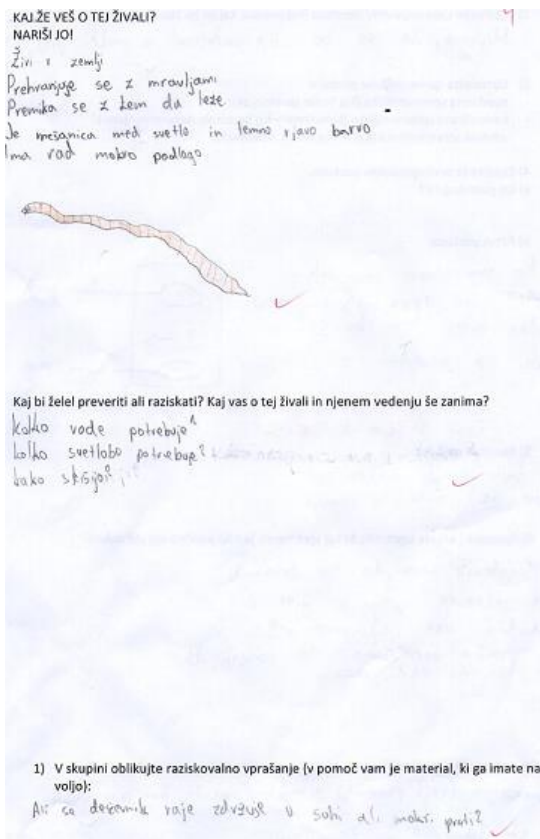 KAJ ŽE VEŠ O TEJ ŽIVALI?
NARIŠI JO!
Živi v zemlji
Prehranjuje se z mravljami
Premika se z tem da leze
Je mešanica med svetlo in temno rjavo barvo
Ima rad mokro podlago
Kaj bi želel preveriti ali raziskati? Kaj vas o tej živali in njenem vedenju še zanima?
Kolko vode potrebuje?
kolko svetlobo potrebuje?
kako
1) V skupini oblikujte raziskovalno vprašanje (v pomoč vam je material, ki ga imate na
voljo):
Ali se deževnik raje zdržuje v suhi ali mokri prsti?